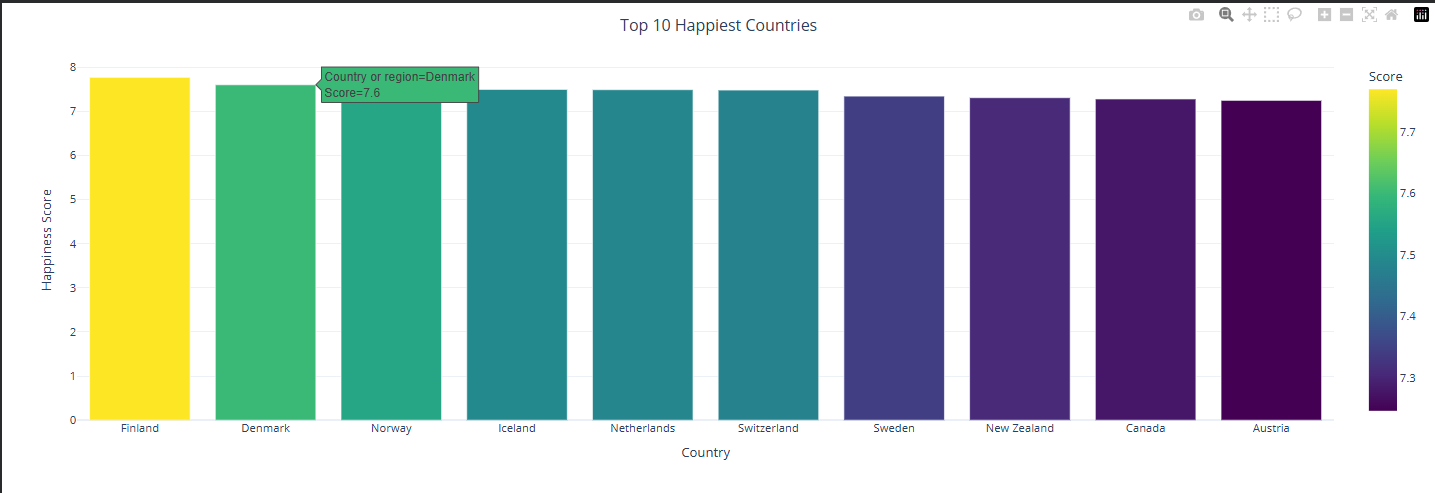 Top 10 Happiest Countries
8
7
6
5
4
3
2
1
0
Happiness Score
Country or region=Denmark
Score=7.6
Finland
Denmark
Norway
Iceland
Netherlands
Switzerland
Sweden
New Zealand
Canada
Austria
Country
Score
7.7
7.6
7.5
7.4
7.3